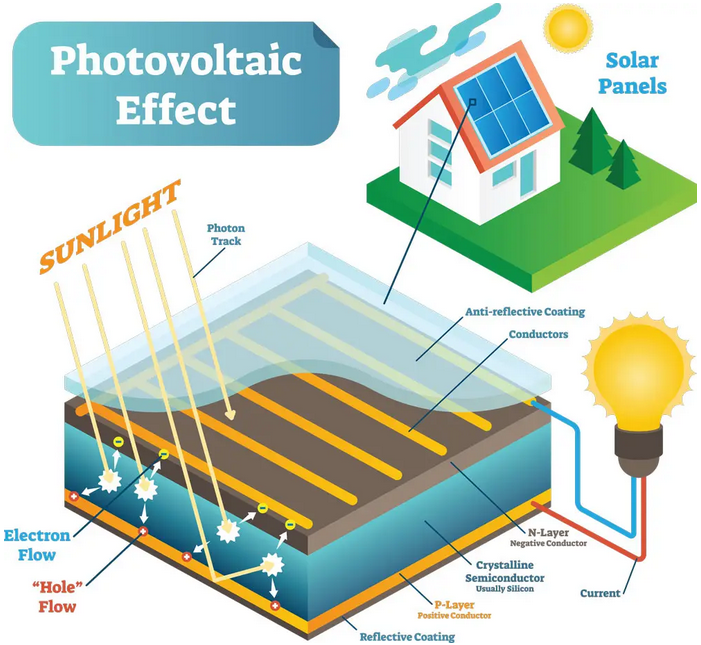 Photovoltaic
Effect
Solar
Panels
SUNLIGHT
Photon
Track
Anti-reflective Coating
Conductors
Electron
Flow
“Hole”
Flow
N-Layer
Negative Conductor
Crystalline
Semiconductor
Usually Silicon
Current
P-Layer
Positive Conductor
Reflective Coating